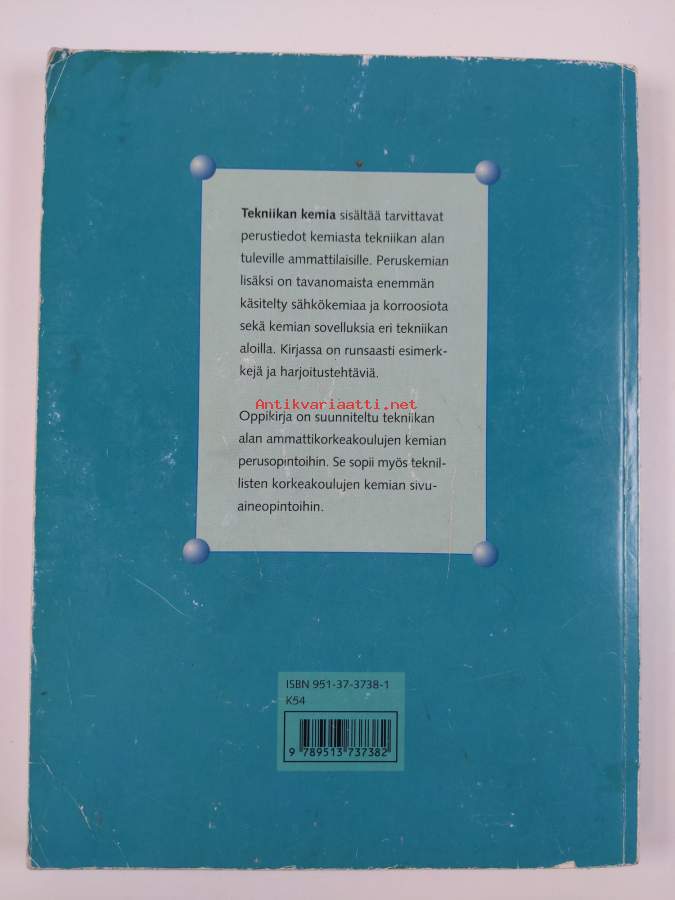 Tekniikan kemia sisältää tarvittavat
perustiedot kemiasta tekniikan alan
tuleville ammattilaisille. Peruskemian
lisäksi on tavanomaista enemmän
käsitelty sähkökemiaa ja korroosiota
sekä kemian sovelluksia eri tekniikan
aloilla. Kirjassa on runsaasti esimerk-
kejä ja harjoitustehtäviä.
Antikvariaatti.net
Oppikirja on suunniteltu tekniikan
alan ammattikorkeakoulujen kemian
perusopintoihin. Se sopii myös teknil-
listen korkeakoulujen kemian sivu-
aineopintoihin.
ISBN 951-37-3738-1
K54
9 789513 737382